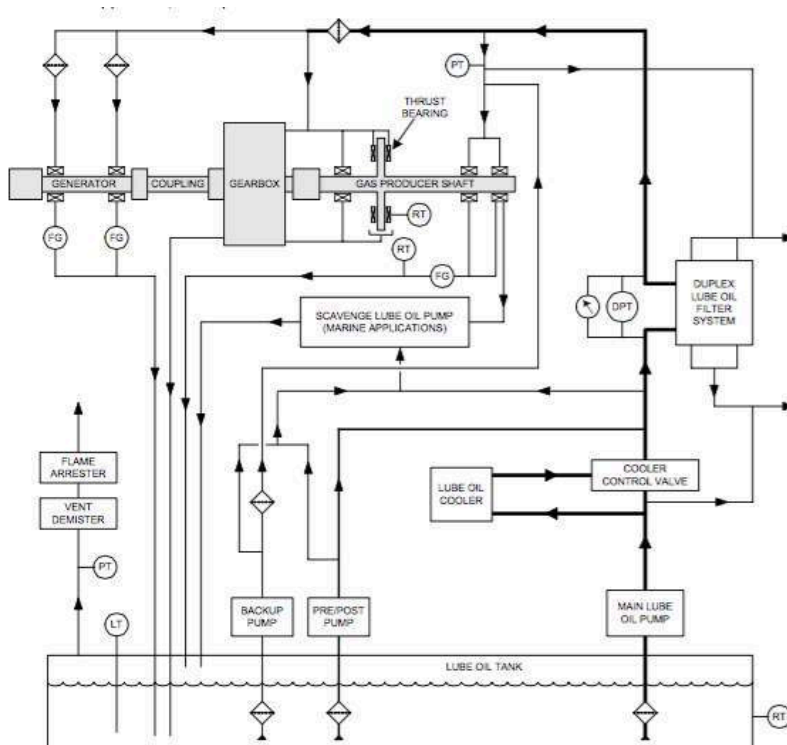 PT
THRUST
BEARING
GENERATOR
COUPLING
GEARBOX
GAS PRODUCER SHAFT
RT
FG
FG
RT
FG
DPT
DUPLEX
LUBE OIL
FILTER
SYSTEM
SCAVENGE LUBE OIL PUMP
(MARINE APPLICATIONS)
FLAME
ARRESTER
VENT
DEMISTER
LUBE OIL
COOLER
COOLER
CONTROL VALVE
PT
LT
BACKUP
PUMP
PRE/POST
PUMP
MAIN LUBE
OIL PUMP
LUBE OIL TANK
RT